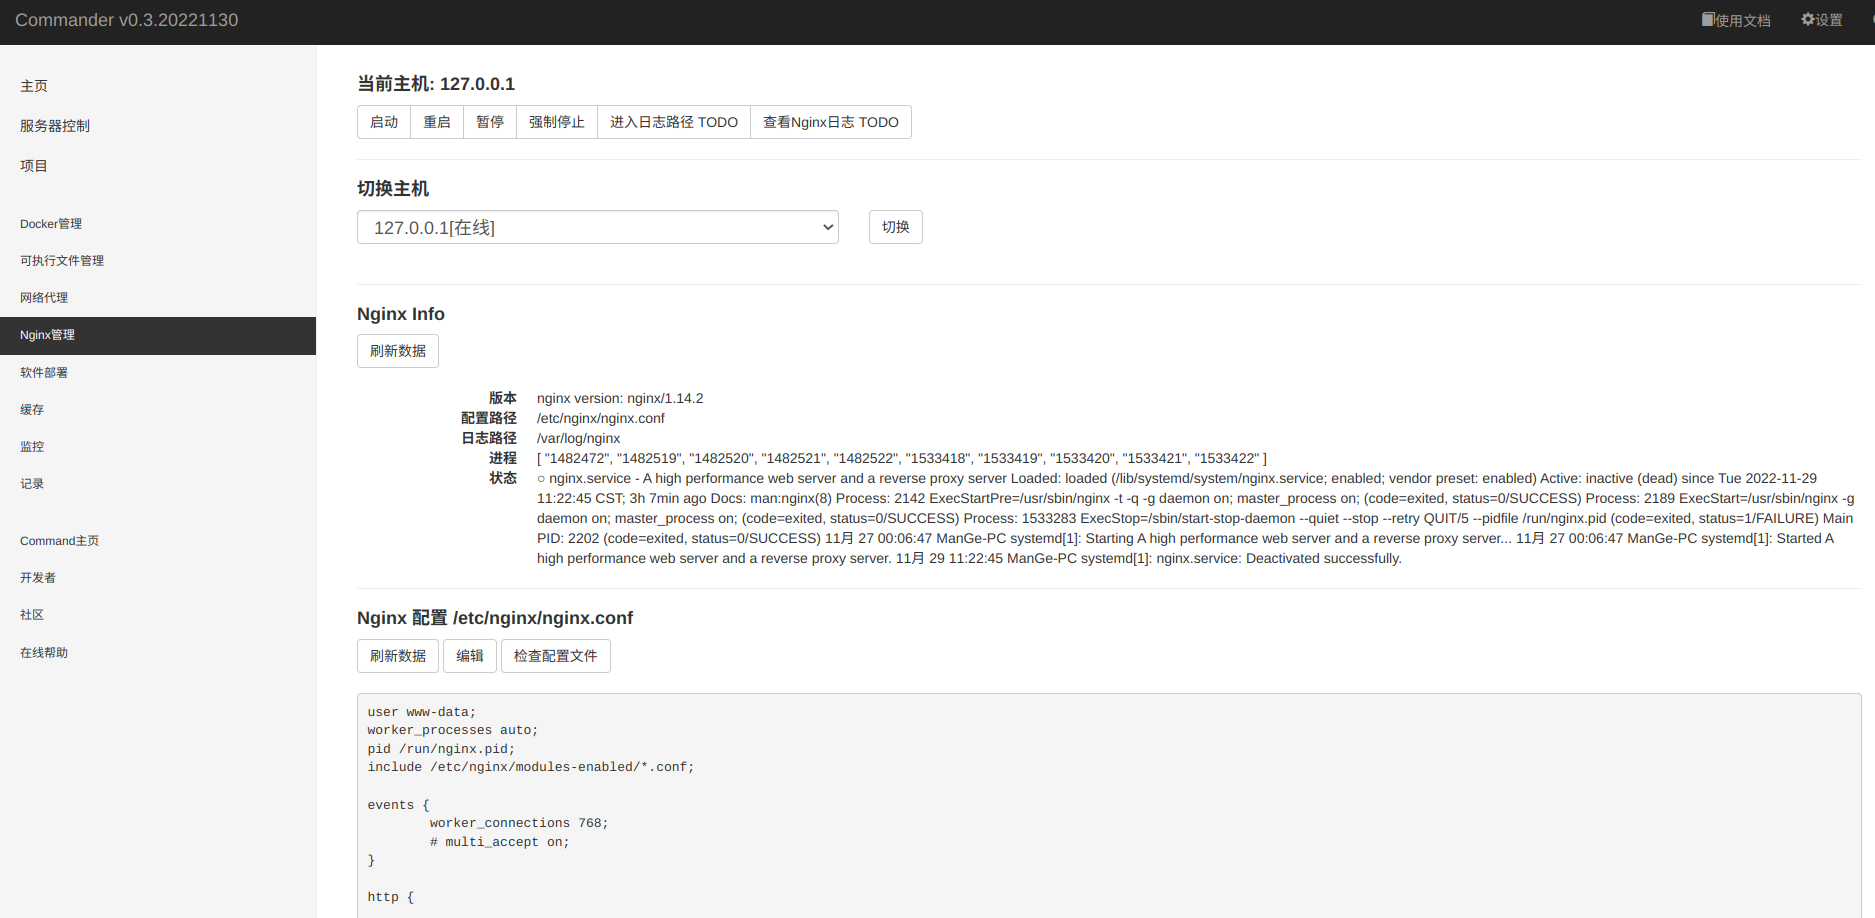 Commander v0.3.20221130
使用文档
设置
主页
服务器控制
项目
Docker管理
可执行文件管理
网络代理
Nginx管理
软件部署
缓存
监控
记录
Command主页
开发者
社区
在线帮助
当前主机: 127.0.0.1
启动 重启 暂停 强制停止 进入日志路径 TODO 查看Nginx日志 TODO
切换主机
127.0.0.1[在线] 切换
Nginx Info
刷新数据
版本 nginx version: nginx/1.14.2
配置路径 /etc/nginx/nginx.conf
日志路径 /var/log/nginx
进程 [ "1482472", "1482519", "1482520", "1482521", "1482522", "1533418", "1533419", "1533420", "1533421", "1533422" ]
状态 ○ nginx.service - A high performance web server and a reverse proxy server Loaded: loaded (/lib/systemd/system/nginx.service; enabled; vendor preset: enabled) Active: inactive (dead) since Tue 2022-11-29
11:22:45 CST; 3h 7min ago Docs: man:nginx(8) Process: 2142 ExecStartPre=/usr/sbin/nginx -t -q -g daemon on; master_process on; (code=exited, status=0/SUCCESS) Process: 2189 ExecStart=/usr/sbin/nginx -g
daemon on; master_process on; (code=exited, status=0/SUCCESS) Process: 1533283 ExecStop=/sbin/start-stop-daemon --quiet --stop --retry QUIT/5 --pidfile /run/nginx.pid (code=exited, status=1/FAILURE) Main
PID: 2202 (code=exited, status=0/SUCCESS) 11月 27 00:06:47 ManGe-PC systemd[1]: Starting A high performance web server and a reverse proxy server... 11月 27 00:06:47 ManGe-PC systemd[1]: Started A
high performance web server and a reverse proxy server. 11月 29 11:22:45 ManGe-PC systemd[1]: nginx.service: Deactivated successfully.
Nginx 配置 /etc/nginx/nginx.conf
刷新数据 编辑 检查配置文件
user www-data;
worker_processes auto;
pid /run/nginx.pid;
include /etc/nginx/modules-enabled/*.conf;
events {
worker_connections 768;
# multi_accept on;
}
http {